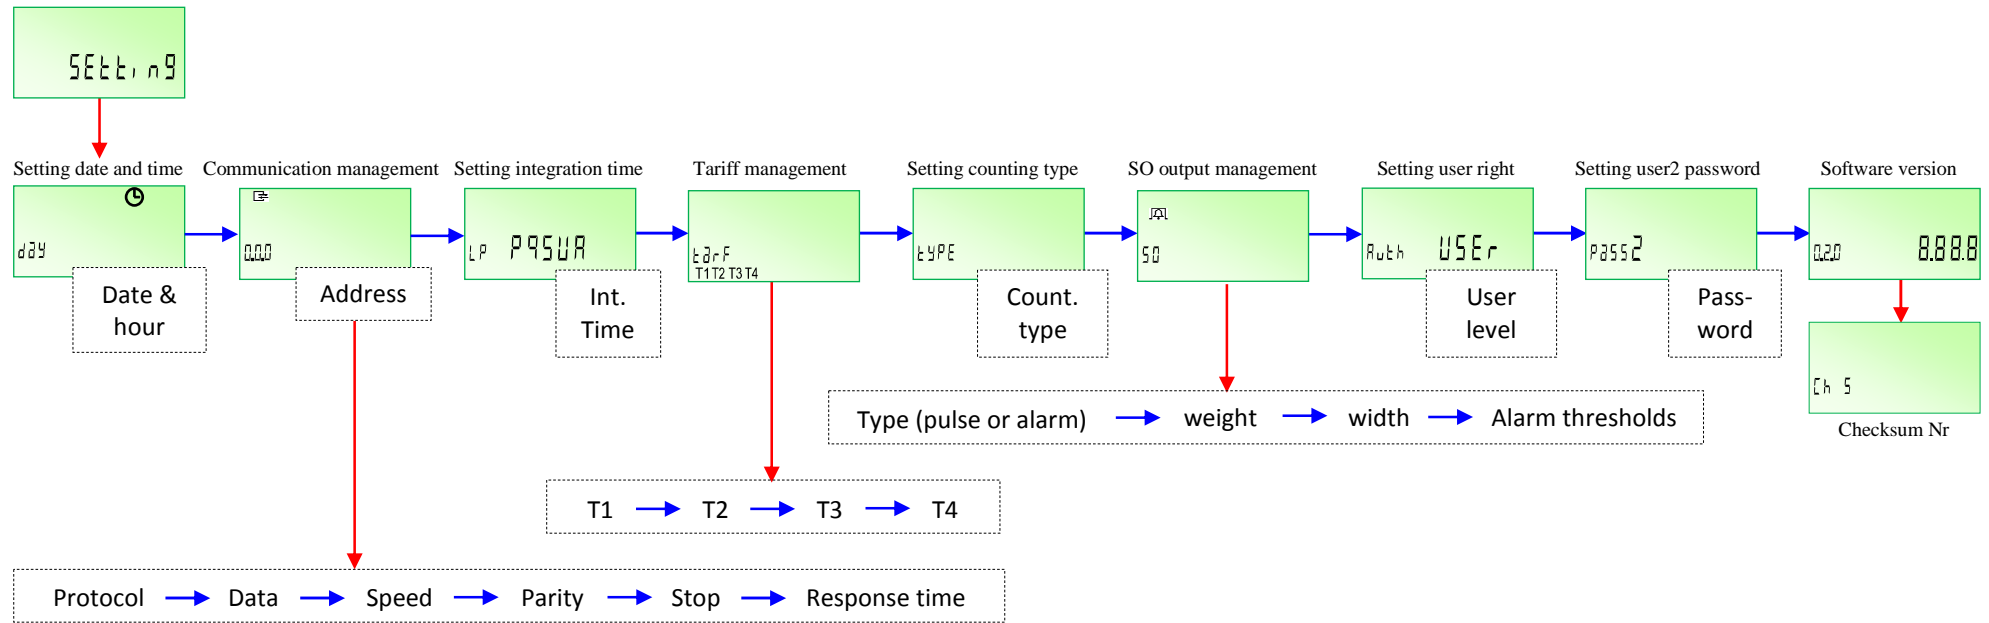 SEtting
Setting date and time
Communication management
Setting integration time
Tariff management
Setting counting type
SO output management
Setting user right
Setting user2 password
Software version
day
0.0.0
LP PQSUA
tarF
T1 T2 T3 T4
tYPE
SO
Auth USEr
Pass2
0.2.0 8.8.8.8
Date &
hour
Address
Int.
Time
Count.
type
User
level
Pass-
word
Ch S
Checksum Nr
Type (pulse or alarm) weight width Alarm thresholds
T1 T2 T3 T4
Protocol Data Speed Parity Stop Response time